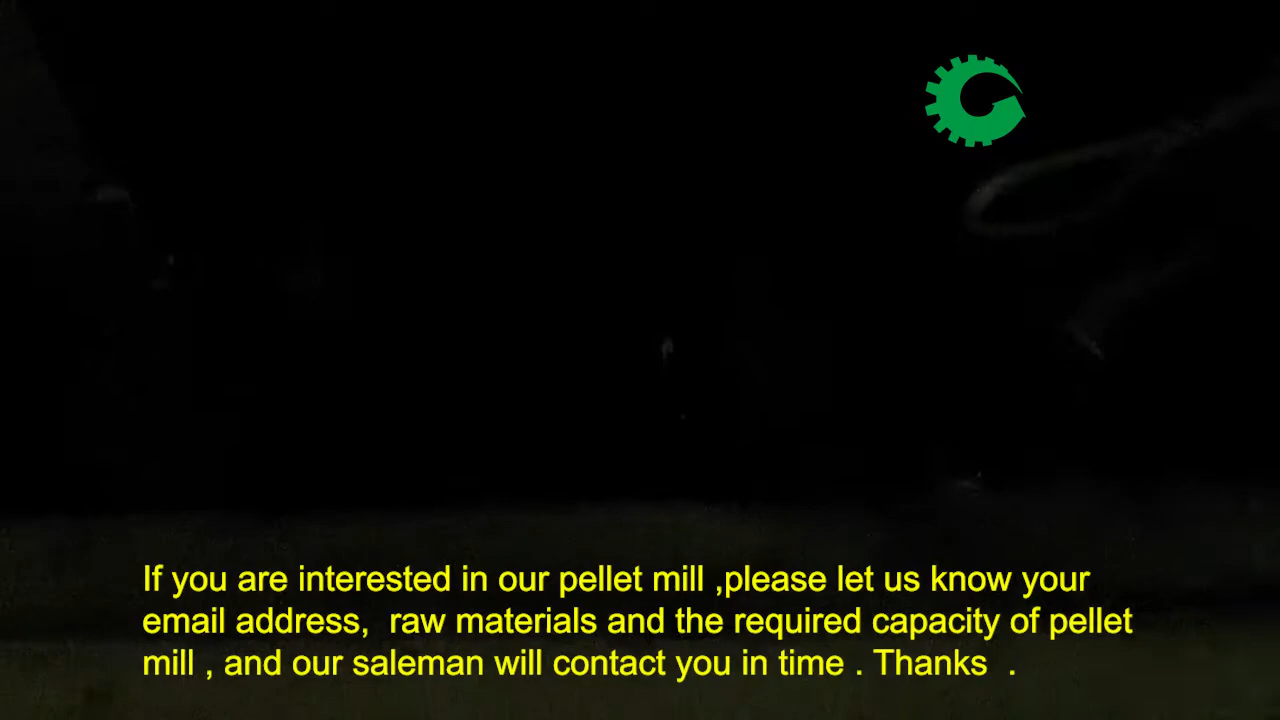 If you are interested in our pellet mill ,please let us know your
email address,  raw materials and the required capacity of pellet
mill , and our saleman will contact you in time . Thanks  .